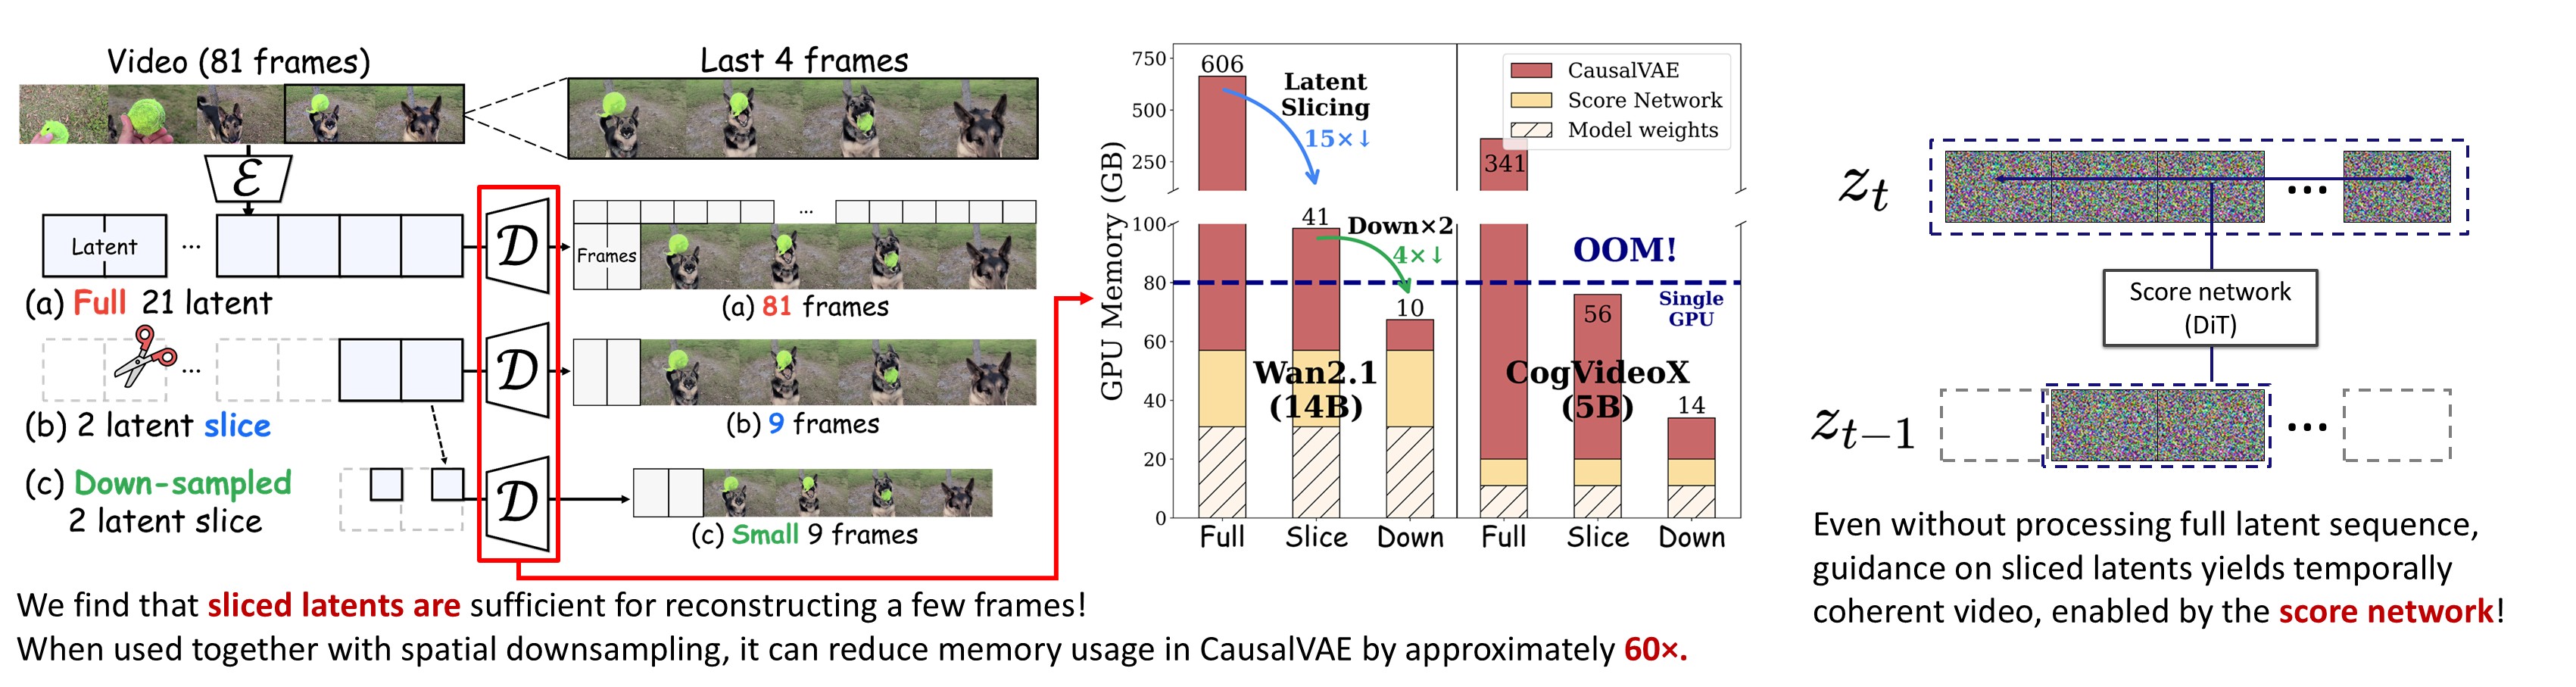 Video (81 frames)
Last 4 frames
ℰ
Latent
...
𝒟
...
Frames
(a) Full 21 latent
(a) 81 frames
...
𝒟
(b) 2 latent slice
(b) 9 frames
(c) Down-sampled
2 latent slice
𝒟
(c) Small 9 frames
We find that sliced latents are sufficient for reconstructing a few frames!
When used together with spatial downsampling, it can reduce memory usage in CausalVAE by approximately 60×.
GPU Memory (GB)
750
500
250
100
80
60
40
20
0
606
Latent
Slicing
15×↓
41
Down×2
4×↓
10
Wan2.1
(14B)
CausalVAE
Score Network
Model weights
341
OOM!
Single
GPU
56
CogVideoX
(5B)
14
Full Slice Down Full Slice Down
z_t
...
Score network
(DiT)
z_{t-1}
...
Even without processing full latent sequence,
guidance on sliced latents yields temporally
coherent video, enabled by the score network!